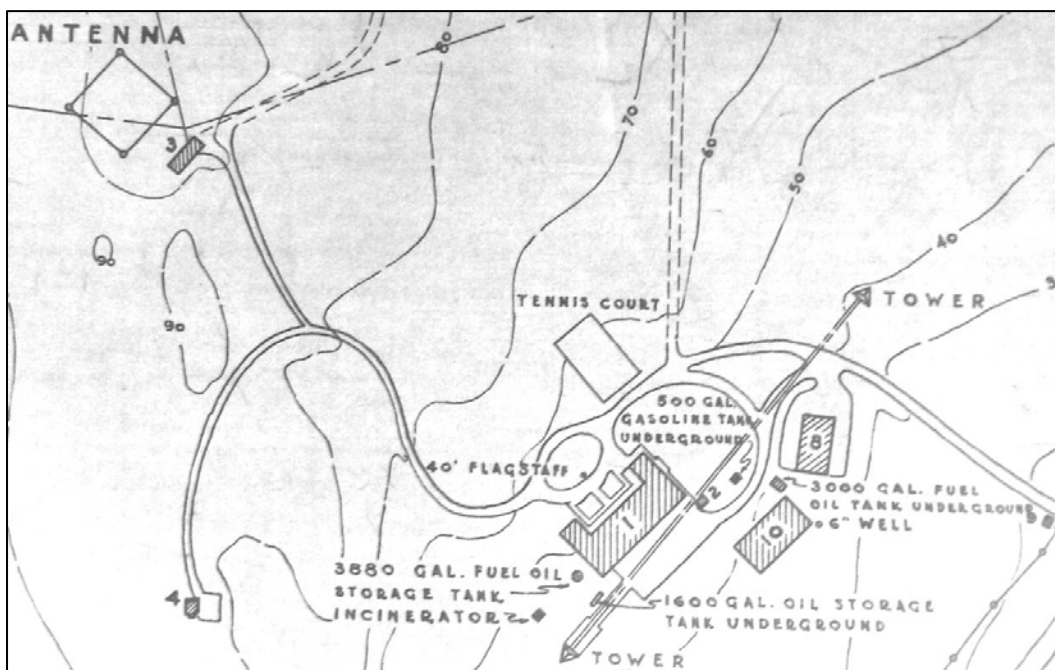 ANTENNA
80
3
70
60
50
40
90
90
TOWER
TENNIS COURT
500 GAL.
GASOLINE TANK
UNDERGROUND
8
40' FLAGSTAFF
2
1
3000 GAL. FUEL
OIL TANK UNDERGROUND
6" WELL
9
10
3880 GAL. FUEL OIL
STORAGE TANK
INCINERATOR
4
1600 GAL. OIL STORAGE
TANK UNDERGROUND
TOWER